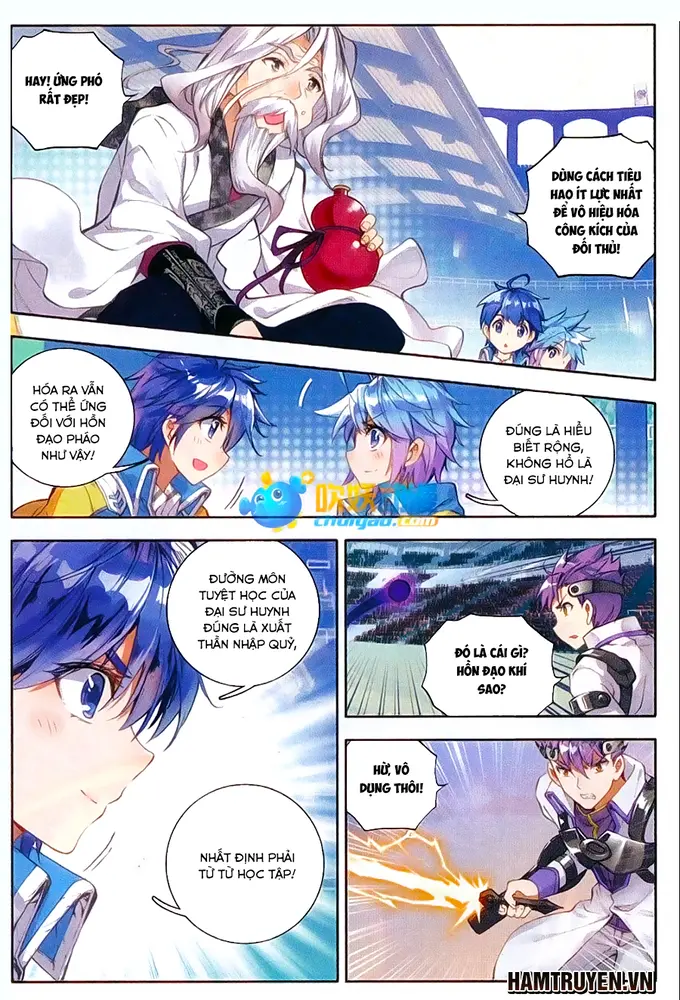 HAY! ỨNG PHÓ
RẤT ĐẸP!
DÙNG CÁCH TIÊU
HAO ÍT LỰC NHẤT
ĐỂ VÔ HIỆU HÓA
CÔNG KÍCH CỦA
ĐỐI THỦ!
HÓA RA VẪN
CÓ THỂ ỨNG
ĐỐI VỚI HỒN
ĐẠO PHÁO
NHƯ VẬY!
ĐÚNG LÀ HIỂU
BIẾT RỘNG,
KHÔNG HỔ LÀ
ĐẠI SƯ HUYNH!
chuiyao.com
ĐƯỜNG MÔN
TUYỆT HỌC CỦA
ĐẠI SƯ HUYNH
ĐÚNG LÀ XUẤT
THẦN NHẬP QUỶ,
NHẤT ĐỊNH PHẢI
TỪ TỪ HỌC TẬP!
ĐÓ LÀ CÁI GÌ?
HỒN ĐẠO KHÍ
SAO?
HỪ, VÔ
DỤNG THÔI!
HAMTRUYEN.VN